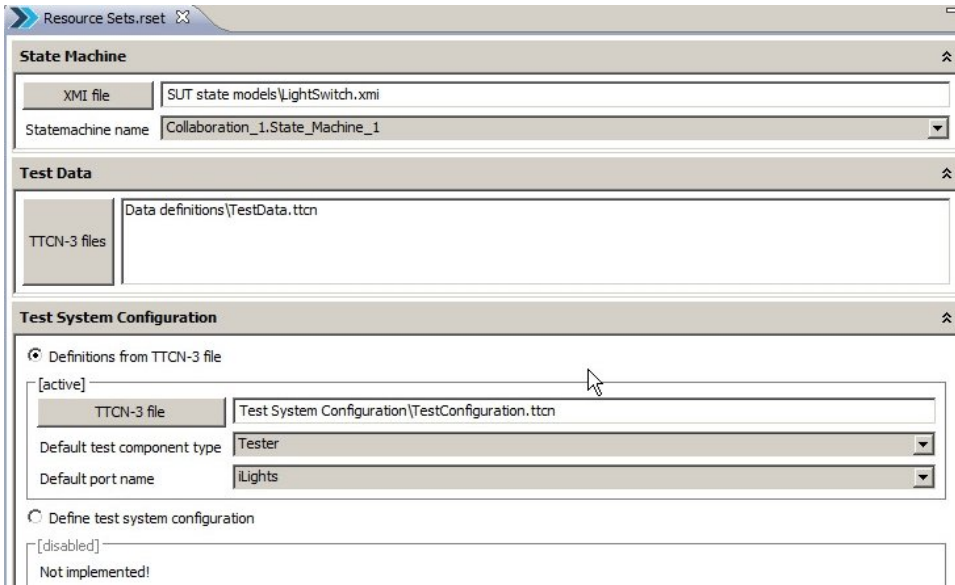 Resource Sets.rset
State Machine
XMI file SUT state models\LightSwitch.xmi
Statemachine name Collaboration_1.State_Machine_1
Test Data
TTCN-3 files Data definitions\TestData.ttcn
Test System Configuration
Definitions from TTCN-3 file
[active]
TTCN-3 file Test System Configuration\TestConfiguration.ttcn
Default test component type Tester
Default port name iLights
Define test system configuration
[disabled]
Not implemented!